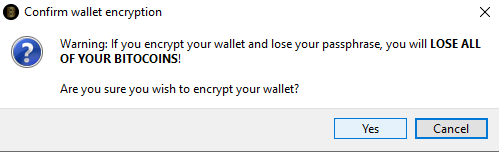 Confirm wallet encryption
Warning: If you encrypt your wallet and lose your passphrase, you will LOSE ALL
OF YOUR BITOCOINS!
Are you sure you wish to encrypt your wallet?
Yes
Cancel